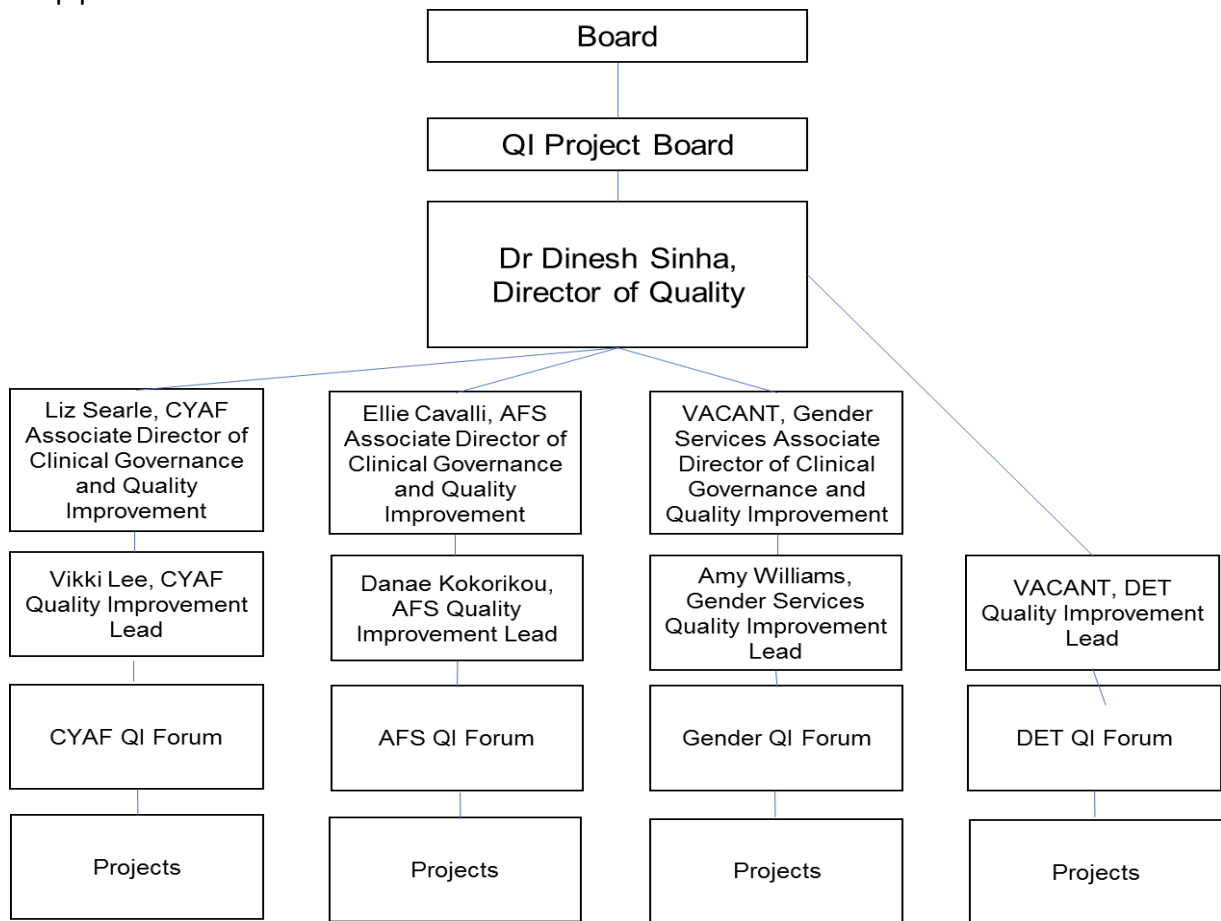 Board
QI Project Board
Dr Dinesh Sinha,
Director of Quality
Liz Searle, CYAF
Associate Director of
Clinical Governance
and Quality
Improvement
Ellie Cavalli, AFS
Associate Director of
Clinical Governance
and Quality
Improvement
VACANT, Gender
Services Associate
Director of Clinical
Governance and
Quality Improvement
Vikki Lee, CYAF
Quality Improvement
Lead
Danae Kokorikou,
AFS Quality
Improvement Lead
Amy Williams,
Gender Services
Quality Improvement
Lead
VACANT, DET
Quality Improvement
Lead
CYAF QI Forum
AFS QI Forum
Gender QI Forum
DET QI Forum
Projects
Projects
Projects
Projects